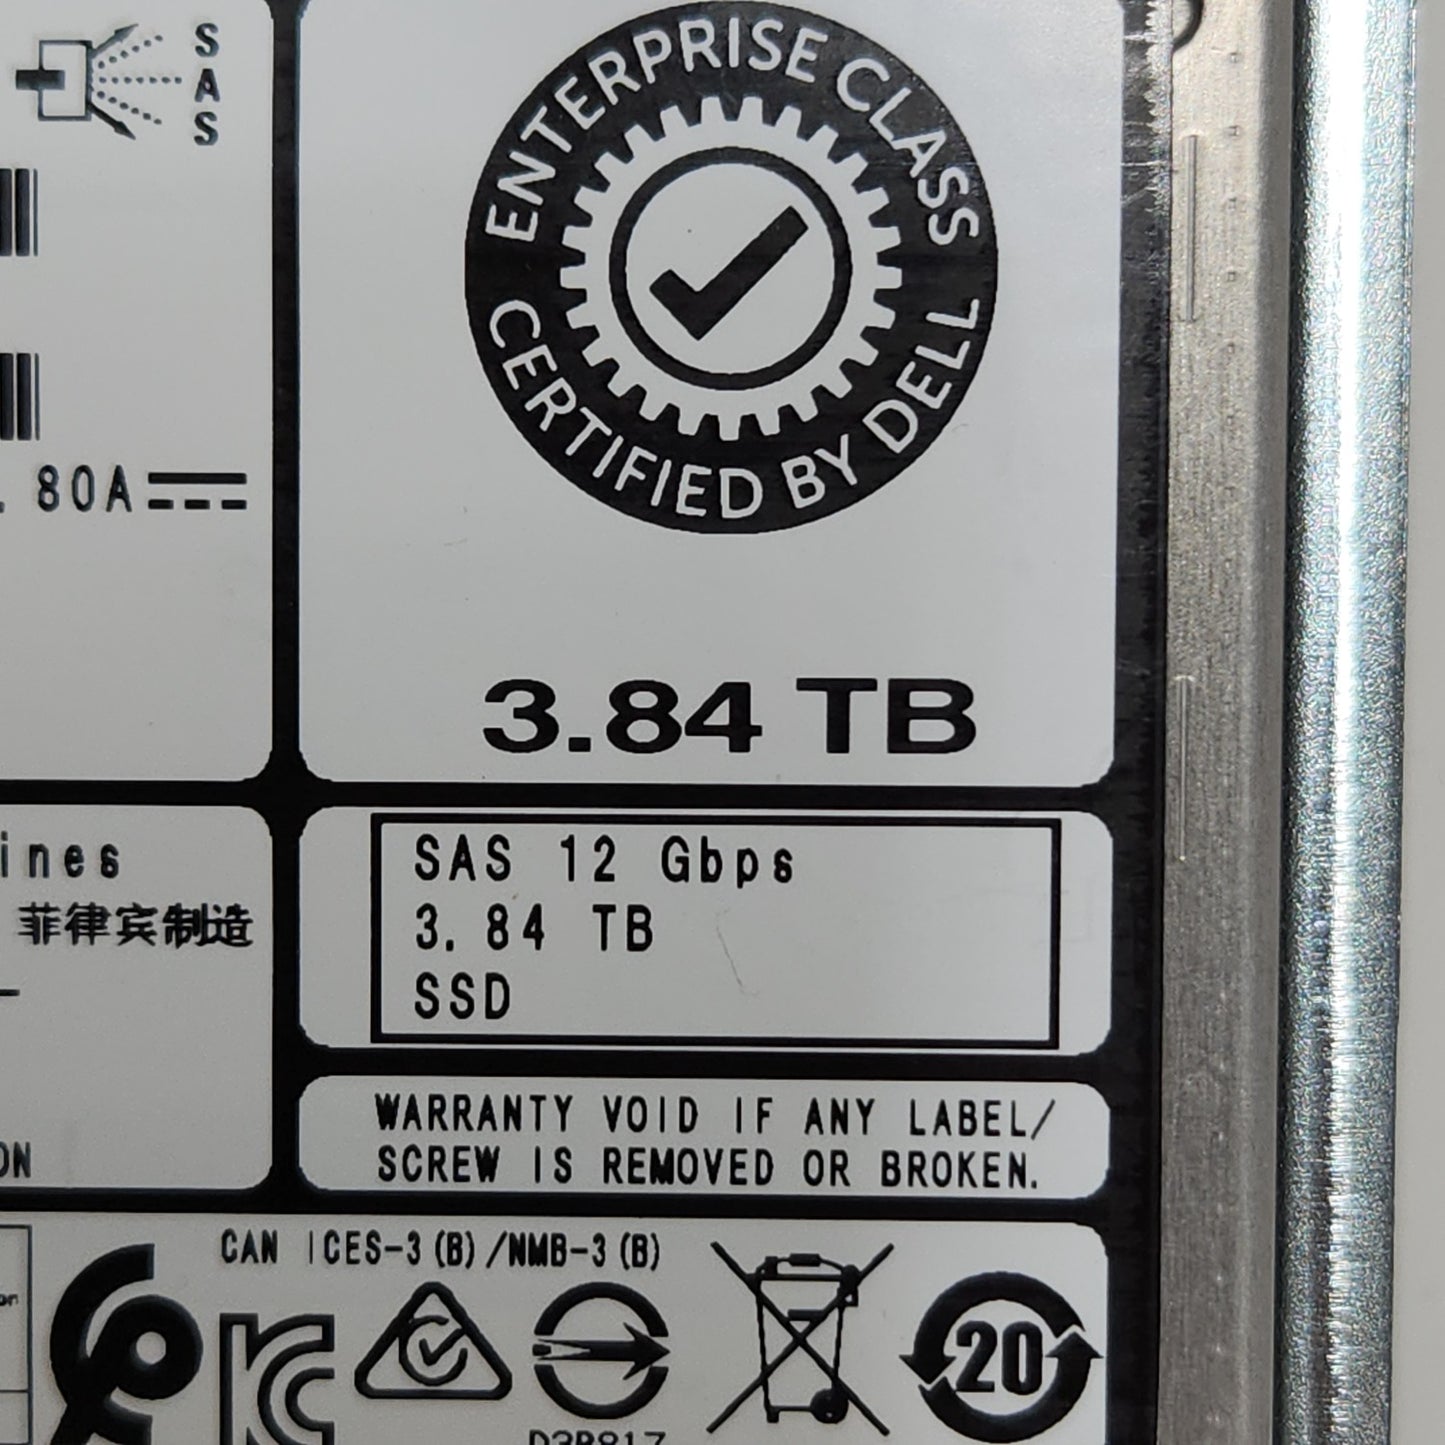 SAS
ENTERPRISE CLASS
CERTIFIED BY DELL
.80A
3.84 TB
ines
菲律宾制造
SAS 12 Gbps
3.84 TB
SSD
WARRANTY VOID IF ANY LABEL/
SCREW IS REMOVED OR BROKEN.
ON
CAN ICES-3(B)/NMB-3(B)
on
20
D3B817